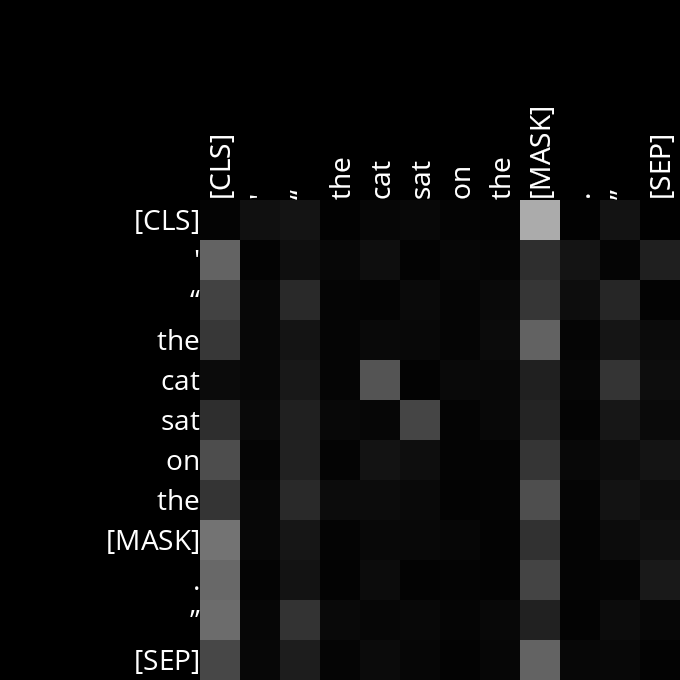 [CLS] ' “ the cat sat on the [MASK] . ” [SEP]
[CLS]
'
“
the
cat
sat
on
the
[MASK]
.
”
[SEP]